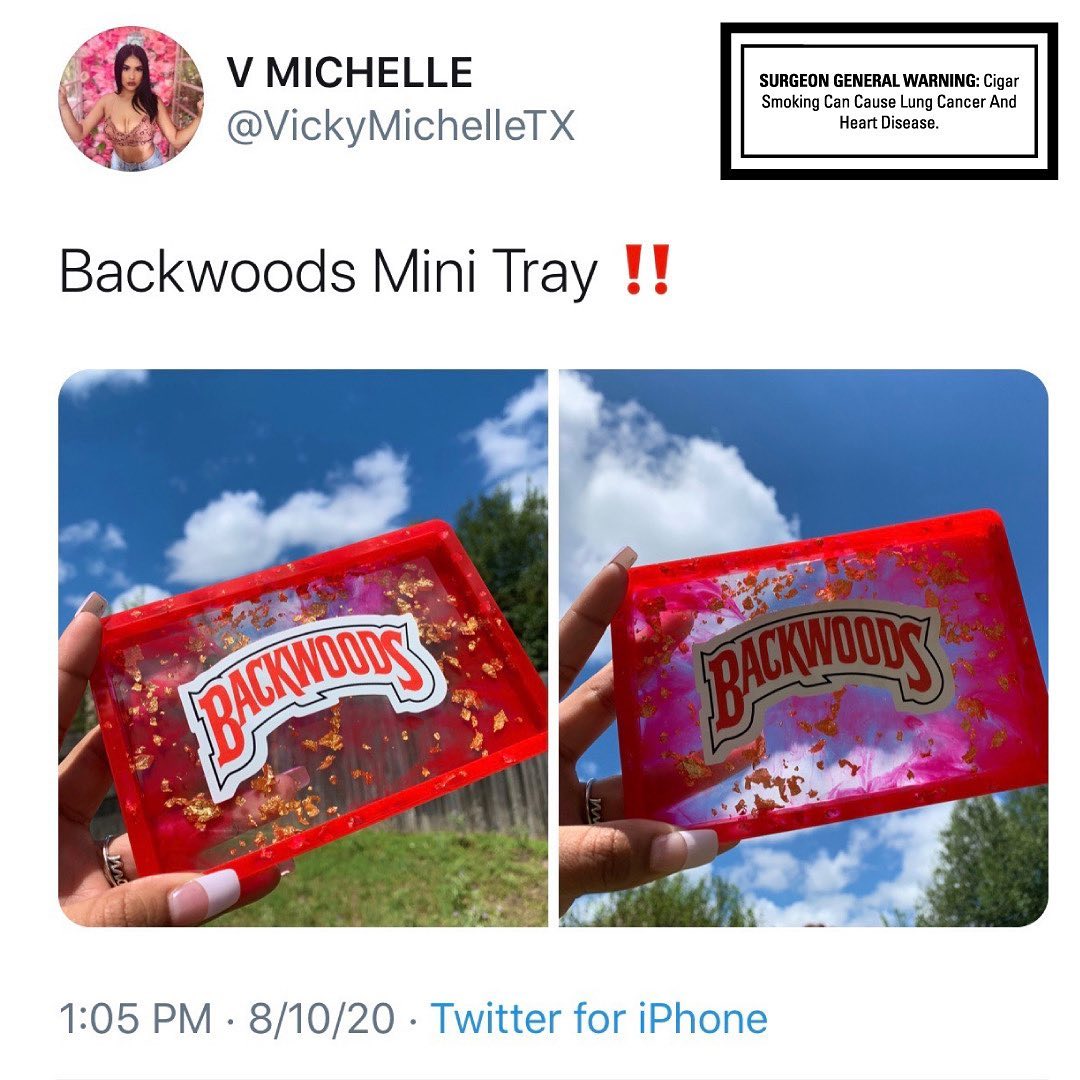 V MICHELLE
@VickyMichelleTX
SURGEON GENERAL WARNING: Cigar
Smoking Can Cause Lung Cancer And
Heart Disease.
Backwoods Mini Tray ‼️
BACKWOODS
BACKWOODS
1:05 PM · 8/10/20 · Twitter for iPhone